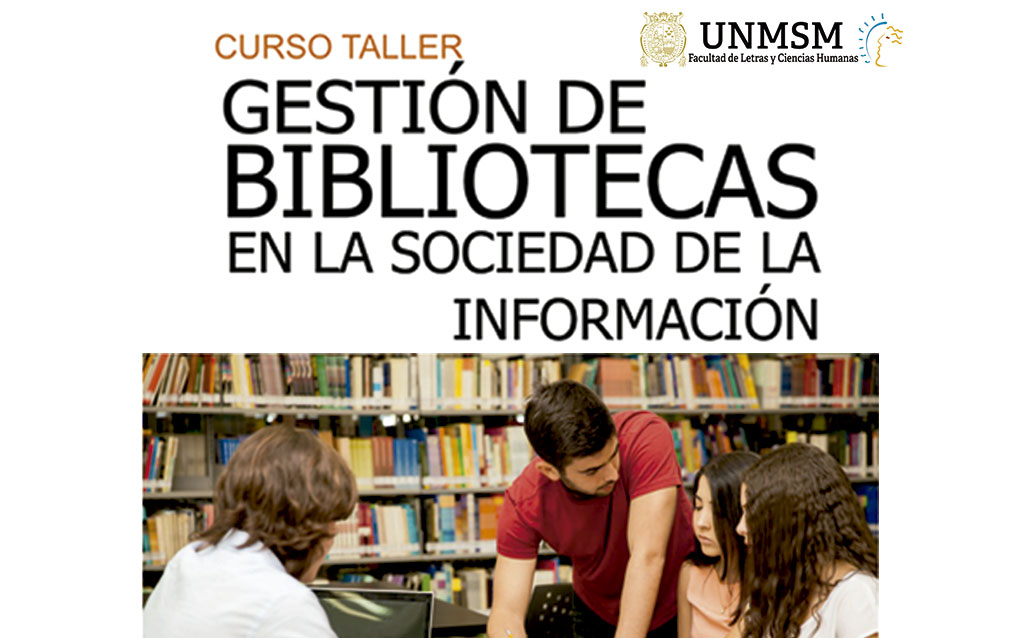 CURSO TALLER
UNMSM
Facultad de Letras y Ciencias Humanas
GESTIÓN DE
BIBLIOTECAS
EN LA SOCIEDAD DE LA
INFORMACIÓN